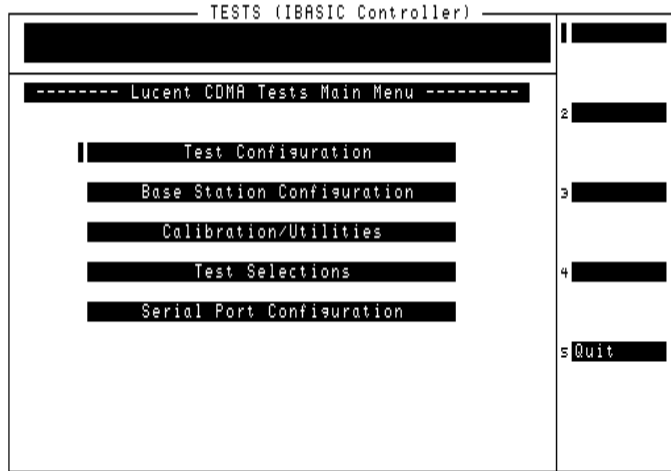 TESTS (IBASIC Controller)
-------- Lucent CDMA Tests Main Menu ---------
Test Configuration
Base Station Configuration
Calibration/Utilities
Test Selections
Serial Port Configuration
1
2
3
4
5 Quit